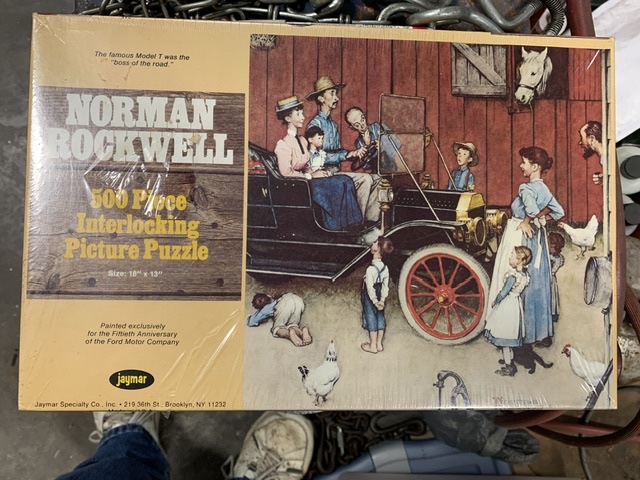 The famous Model T was the
"boss of the road."
NORMAN
ROCKWELL
500 Piece
Interlocking
Picture Puzzle
Size: 18" x 13"
Painted exclusively
for the Fiftieth Anniversary
of the Ford Motor Company
jaymar
Jaymar Specialty Co., Inc. • 219 36th St., Brooklyn, NY 11232